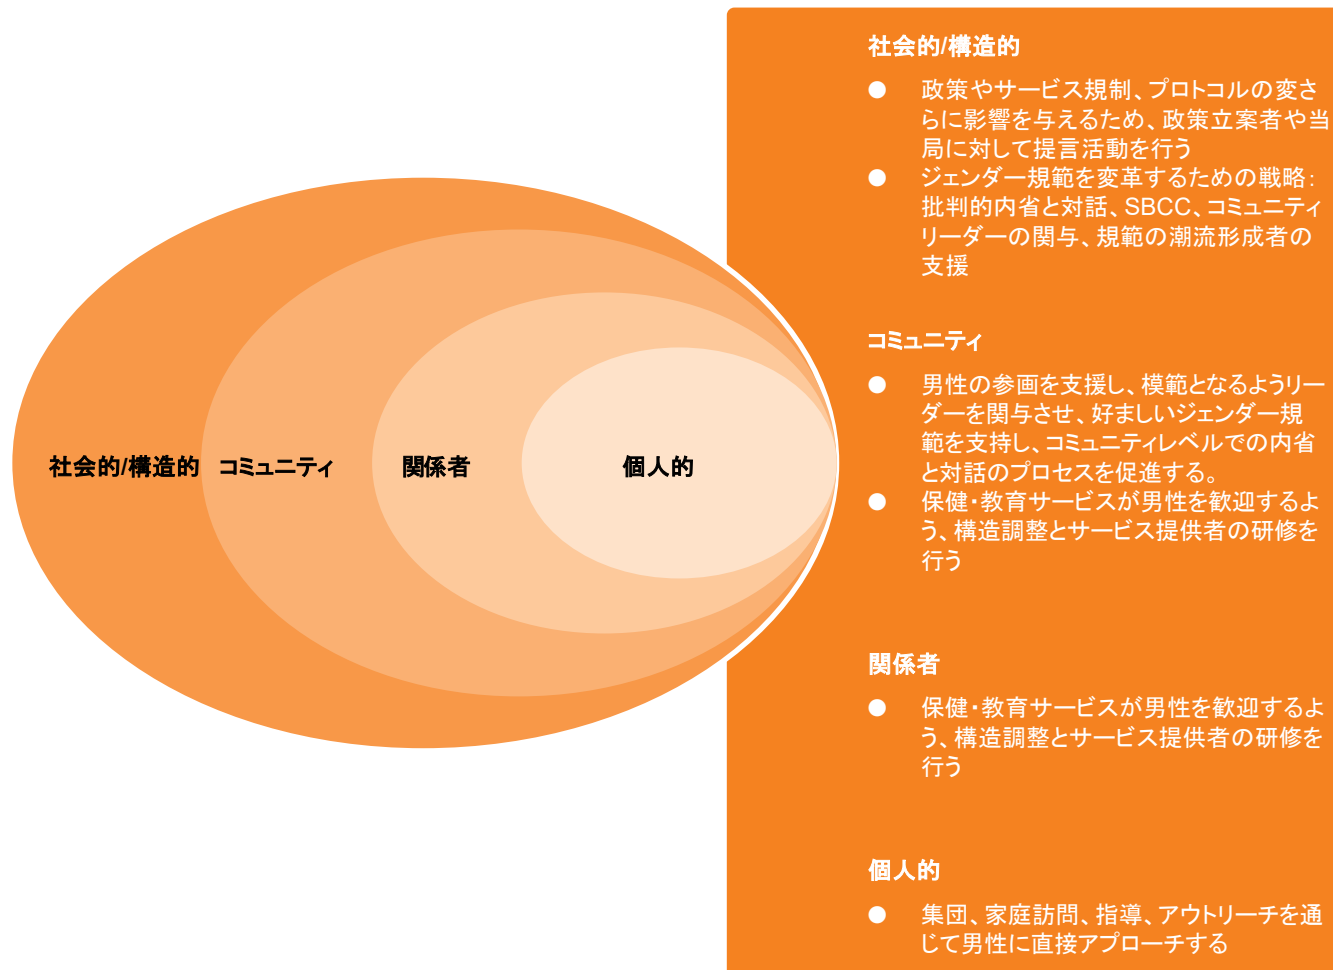 社会的/構造的
コミュニティ
関係者
個人的
社会的/構造的
● 政策やサービス規制、プロトコルの変さ
らに影響を与えるため、政策立案者や当
局に対して提言活動を行う
● ジェンダー規範を変革するための戦略：
批判的内省と対話、SBCC、コミュニティ
リーダーの関与、規範の潮流形成者の
支援
コミュニティ
● 男性の参画を支援し、模範となるようリー
ダーを関与させ、好ましいジェンダー規
範を支持し、コミュニティレベルでの内省
と対話のプロセスを促進する。
● 保健・教育サービスが男性を歓迎するよ
う、構造調整とサービス提供者の研修を
行う
関係者
● 保健・教育サービスが男性を歓迎するよ
う、構造調整とサービス提供者の研修を
行う
個人的
● 集団、家庭訪問、指導、アウトリーチを通
じて男性に直接アプローチする